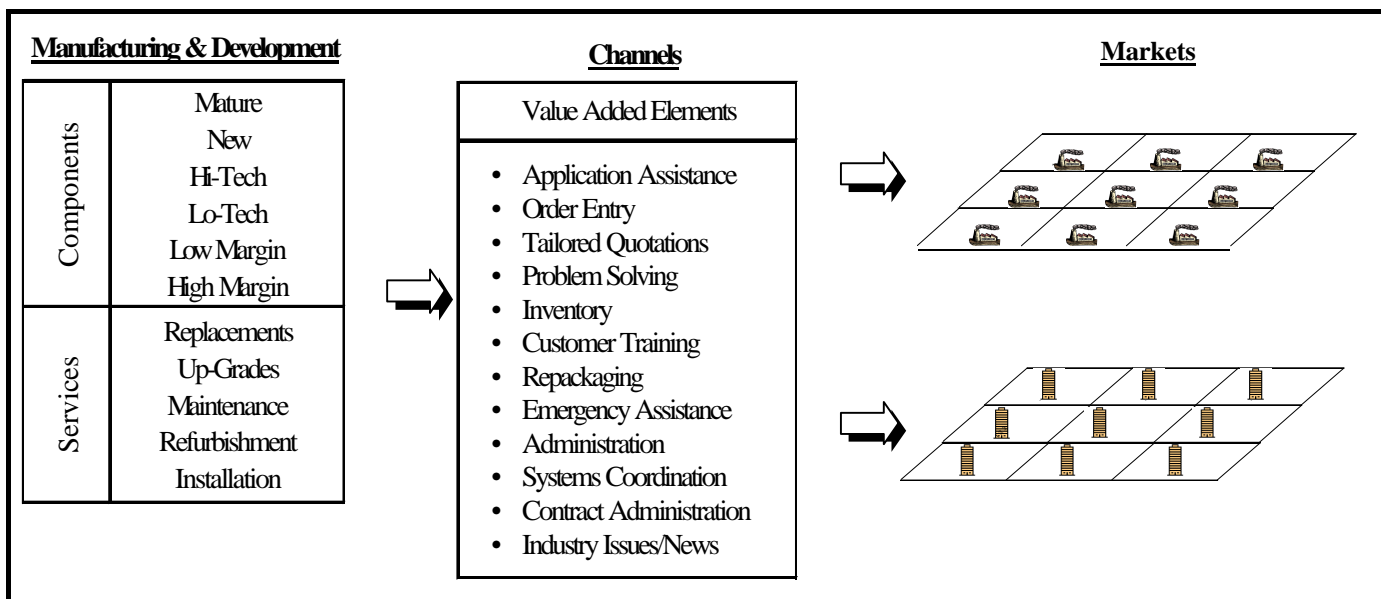 Manufacturing & Development
Components
Mature
New
Hi-Tech
Lo-Tech
Low Margin
High Margin
Services
Replacements
Up-Grades
Maintenance
Refurbishment
Installation
Channels
Value Added Elements
• Application Assistance
• Order Entry
• Tailored Quotations
• Problem Solving
• Inventory
• Customer Training
• Repackaging
• Emergency Assistance
• Administration
• Systems Coordination
• Contract Administration
• Industry Issues/News
Markets